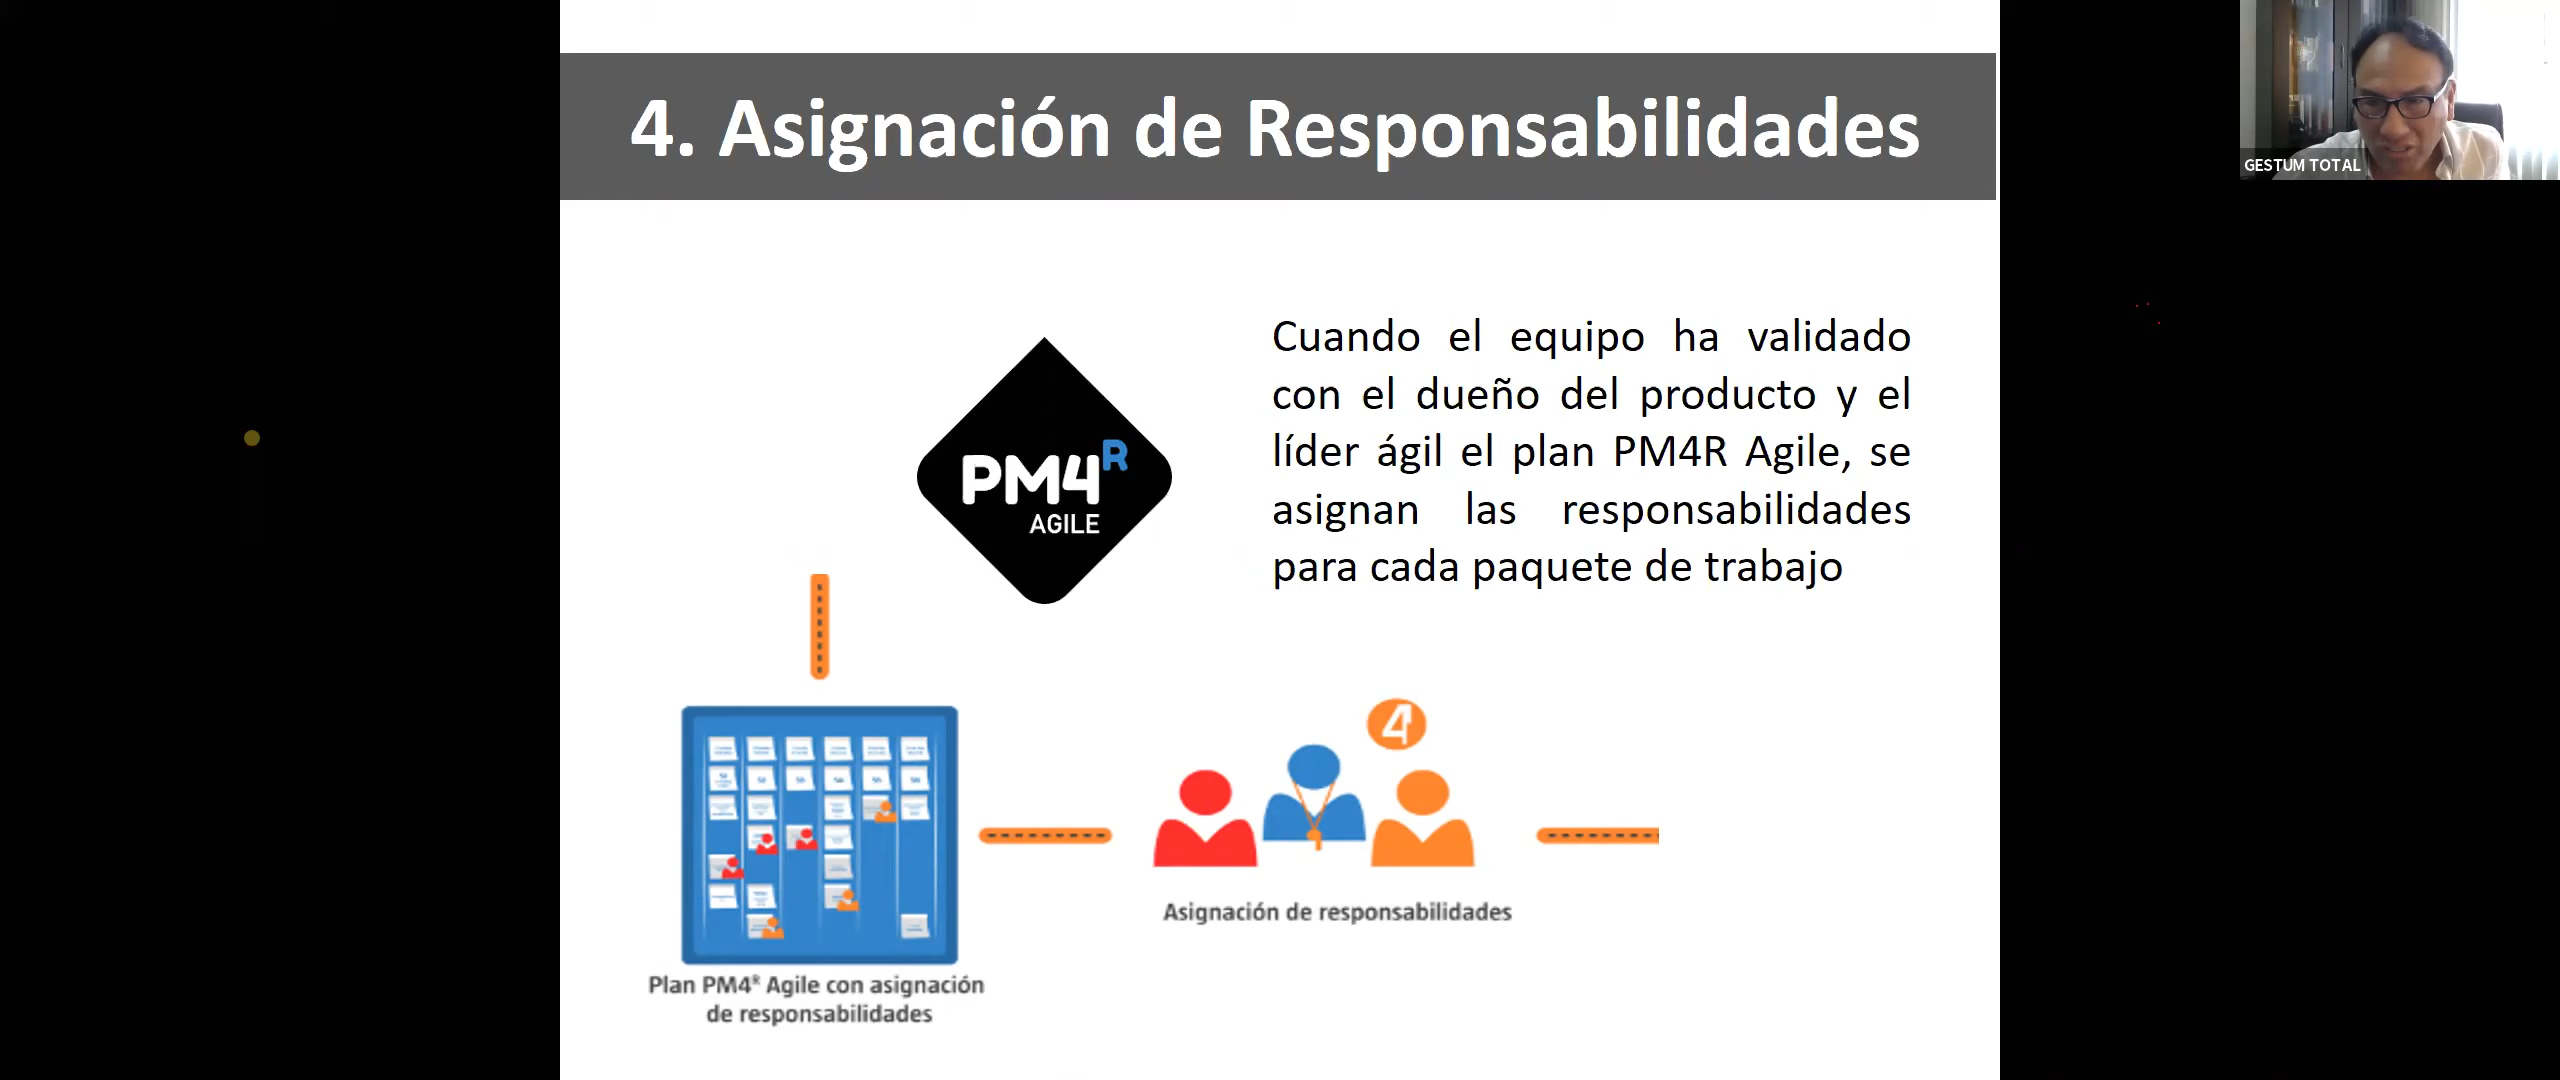 4. Asignación de Responsabilidades
GESTUM TOTAL
Cuando el equipo ha validado
con el dueño del producto y el
líder ágil el plan PM4R Agile, se
asignan las responsabilidades
para cada paquete de trabajo
PM4R
AGILE
4
Asignación de responsabilidades
Plan PM4ᴿ Agile con asignación
de responsabilidades